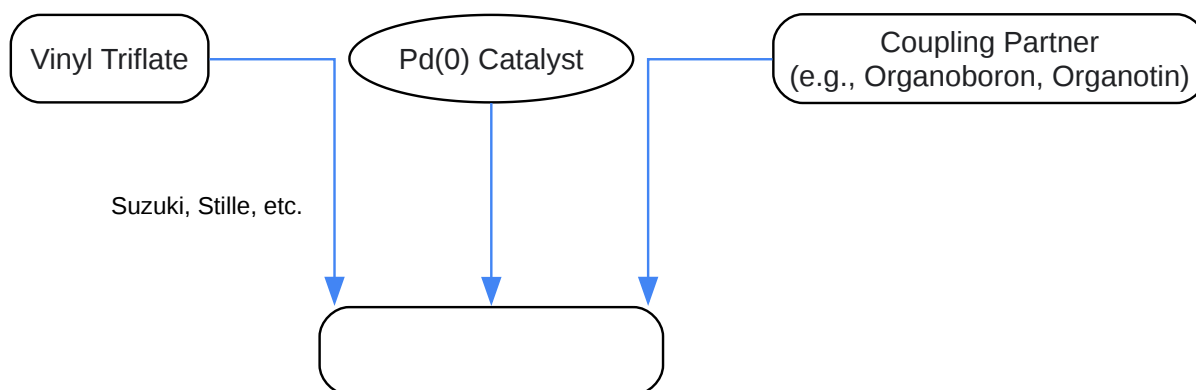 Vinyl Triflate
Pd(0) Catalyst
Coupling Partner
(e.g., Organoboron, Organotin)
Suzuki, Stille, etc.